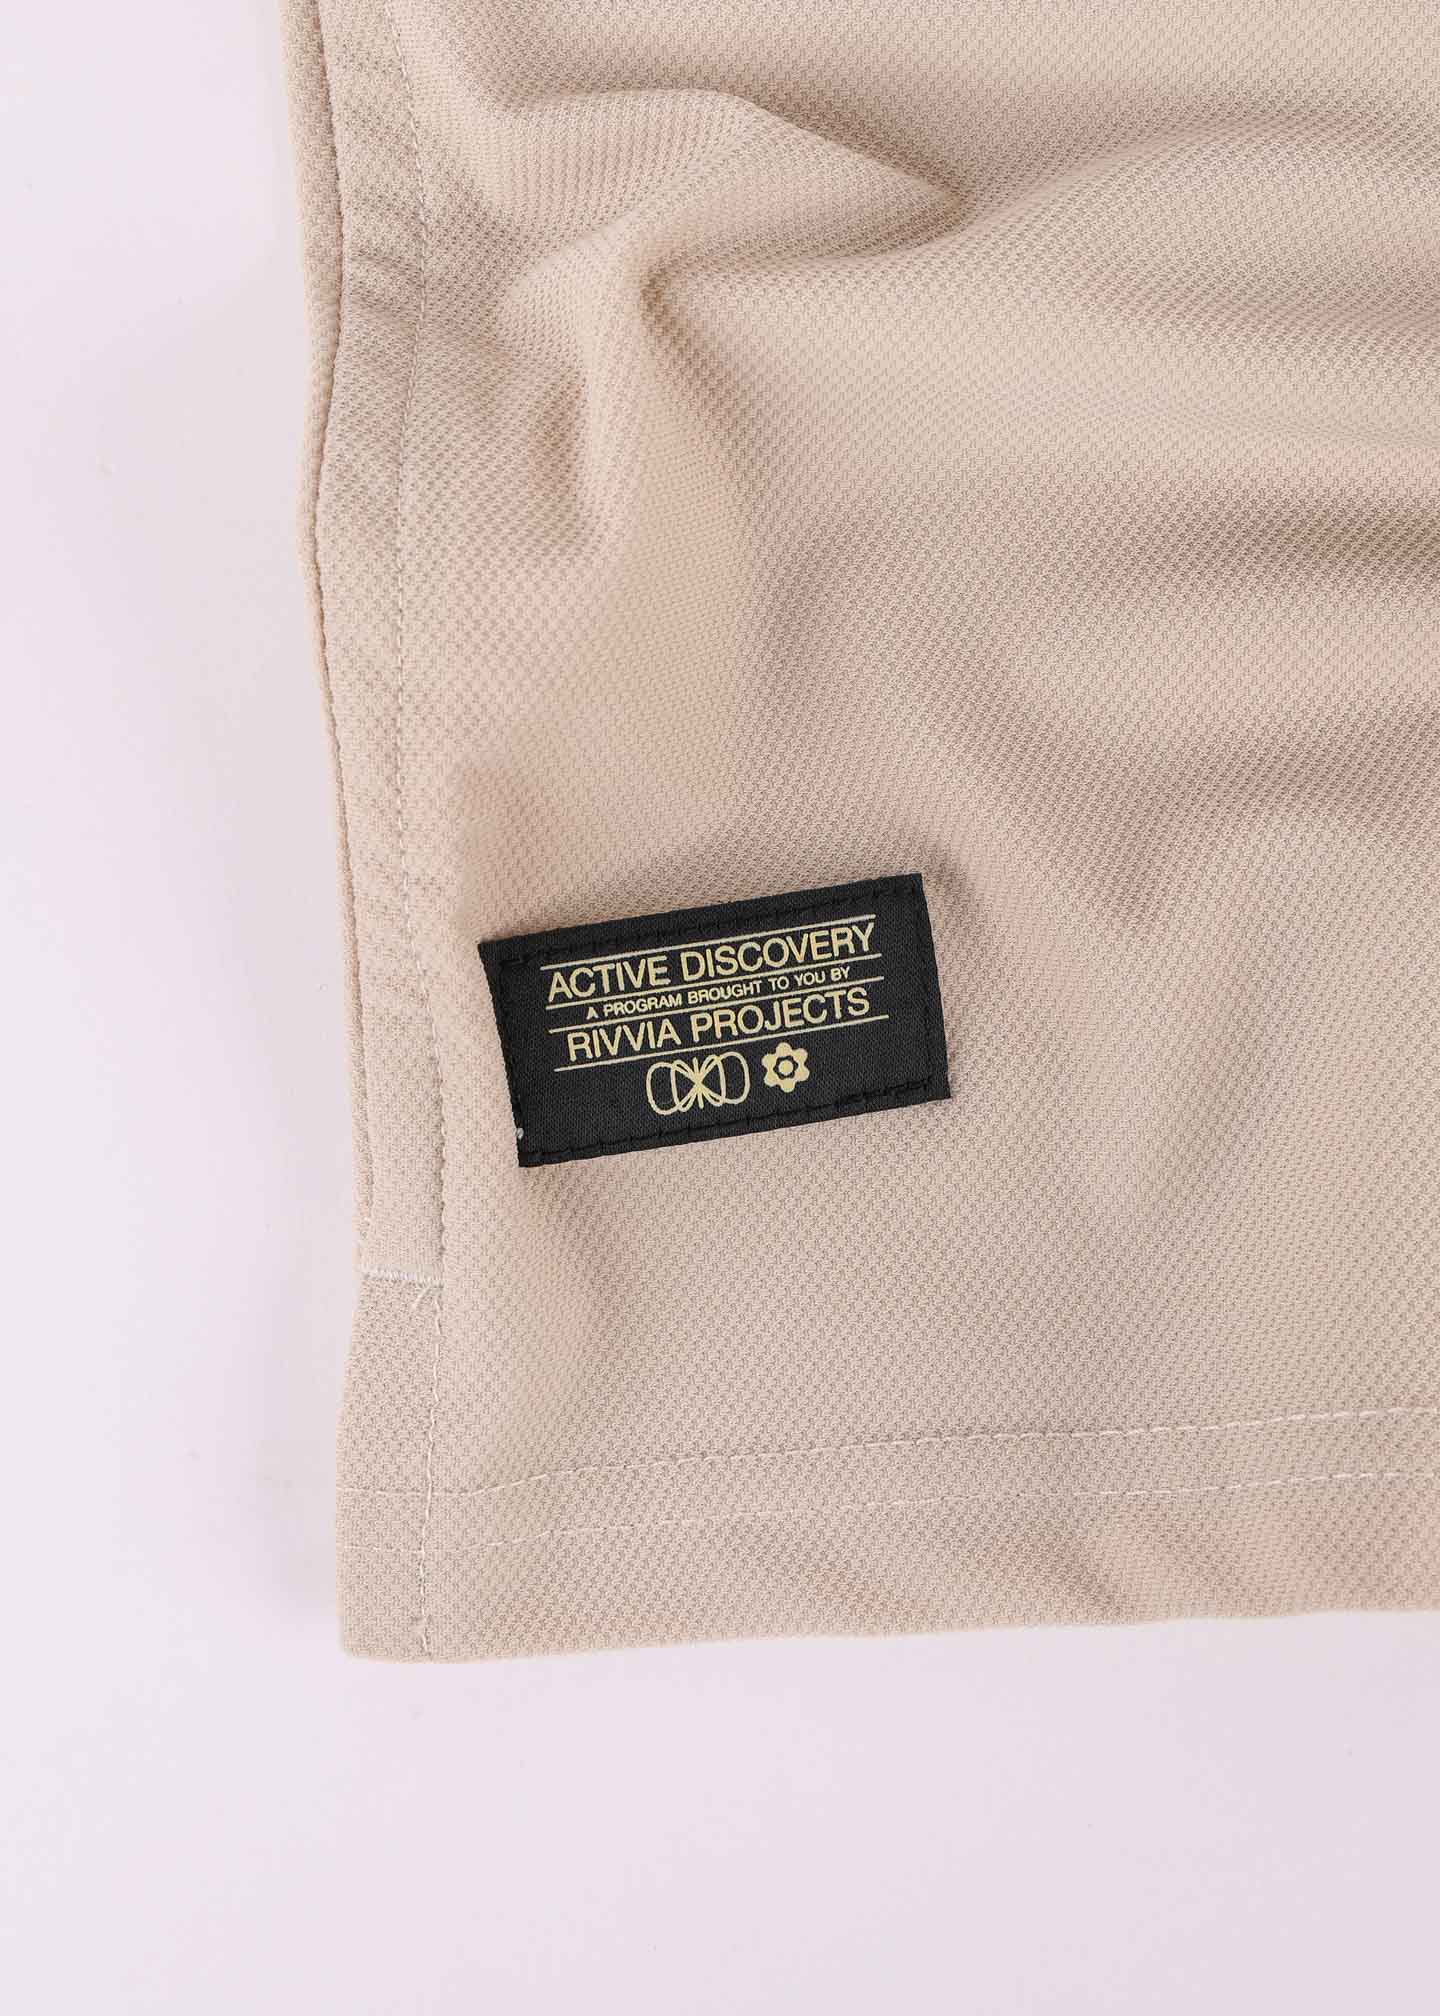 ACTIVE DISCOVERY
A PROGRAM BROUGHT TO YOU BY
RIVVIA PROJECTS